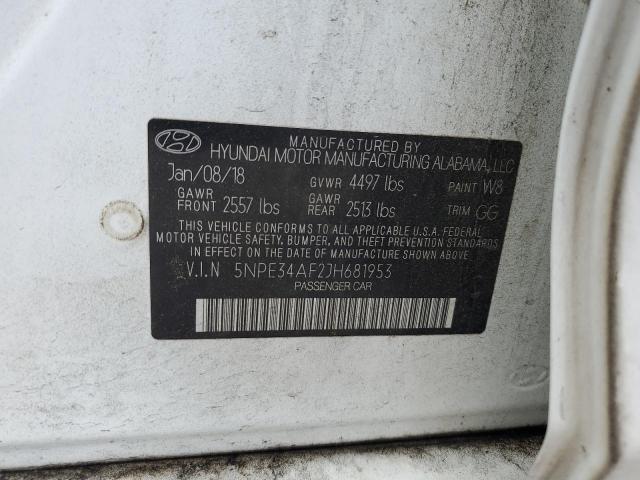 MANUFACTURED BY
HYUNDAI MOTOR MANUFACTURING ALABAMA, LLC
Jan/08/18 GVWR 4497 lbs PAINT W8
GAWR FRONT 2557 lbs GAWR REAR 2513 lbs TRIM GG
THIS VEHICLE CONFORMS TO ALL APPLICABLE U.S.A. FEDERAL
MOTOR VEHICLE SAFETY, BUMPER, AND THEFT PREVENTION STANDARDS
IN EFFECT ON THE DATE OF MANUFACTURE SHOWN ABOVE.
V.I.N 5NPE34AF2JH681953
PASSENGER CAR